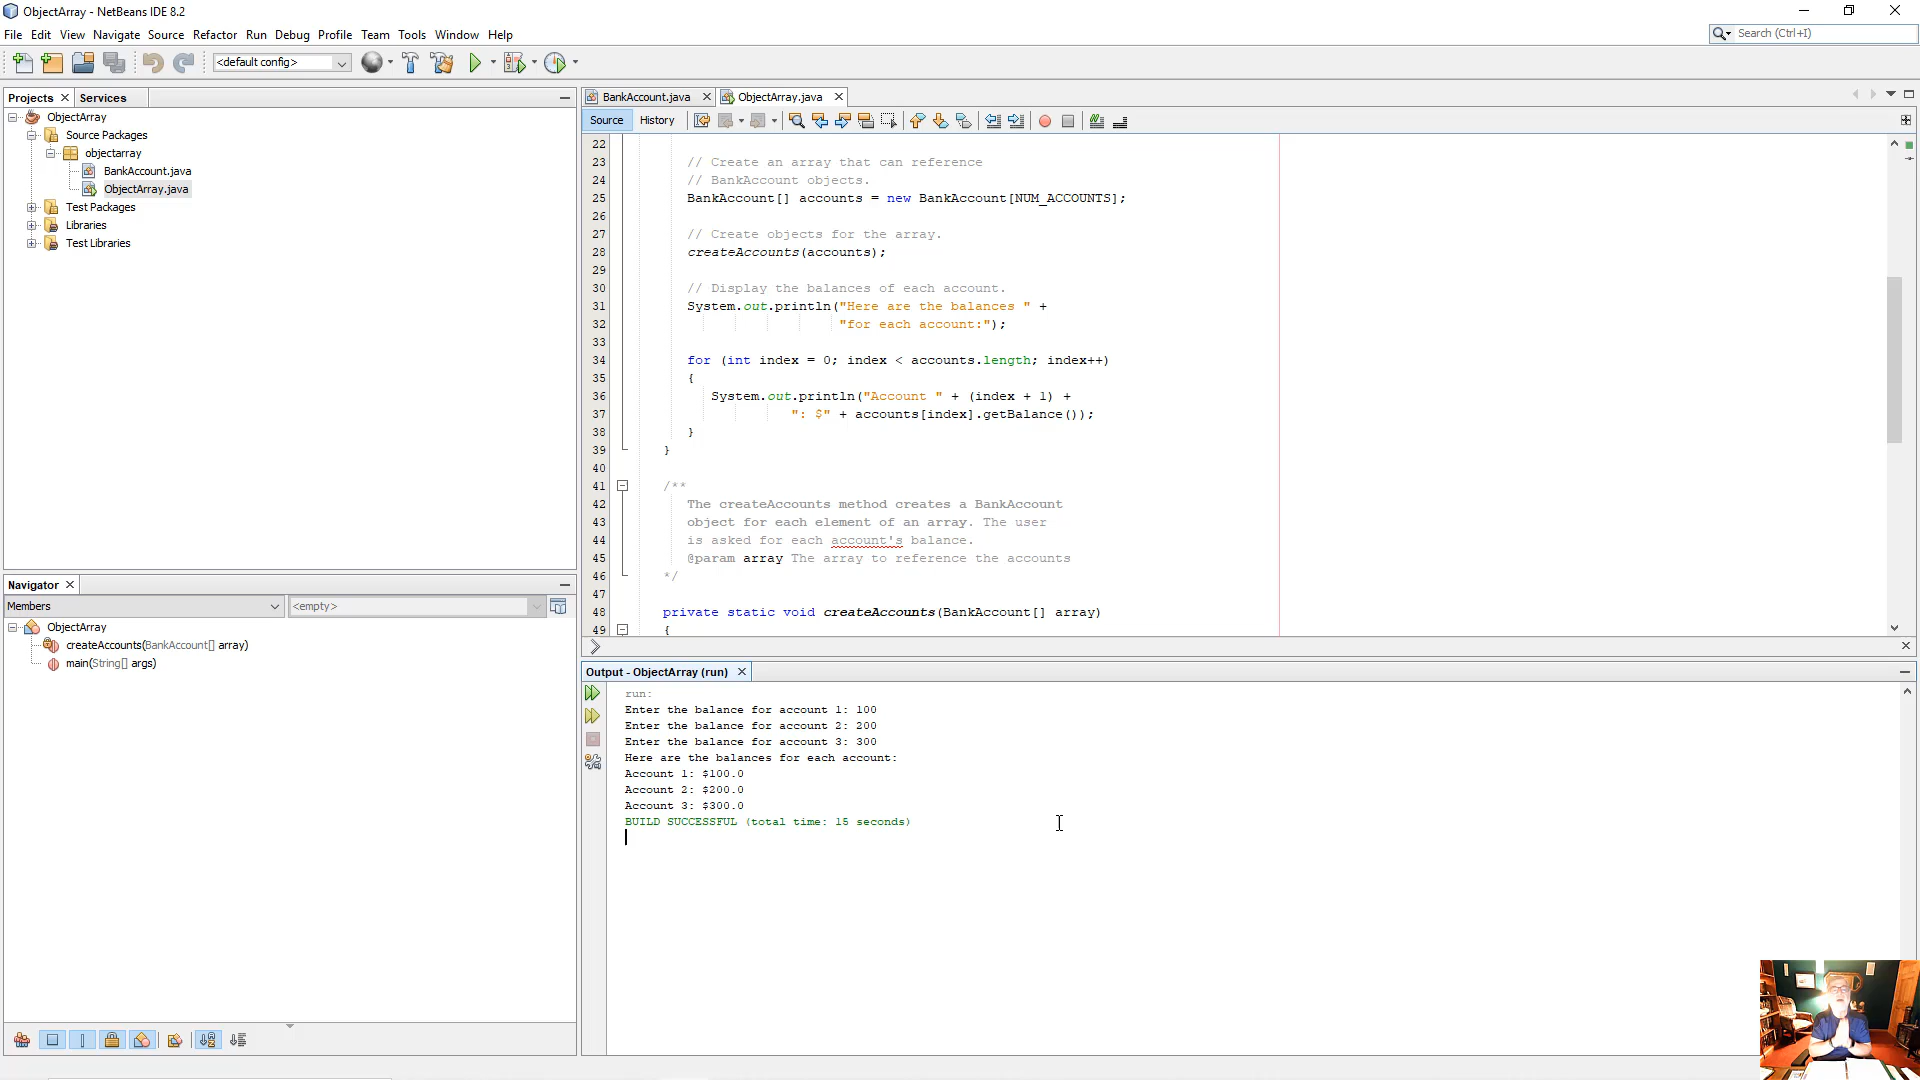 ObjectArray - NetBeans IDE 8.2
File Edit View Navigate Source Refactor Run Debug Profile Team Tools Window Help
Search (Ctrl+I)
<default config>
Projects Services
ObjectArray
Source Packages
objectarray
BankAccount.java
ObjectArray.java
Test Packages
Libraries
Test Libraries
Navigator
Members <empty>
ObjectArray
createAccounts(BankAccount[] array)
main(String[] args)
BankAccount.java ObjectArray.java
Source History
22
23 // Create an array that can reference
24 // BankAccount objects.
25 BankAccount[] accounts = new BankAccount[NUM_ACCOUNTS];
26
27 // Create objects for the array.
28 createAccounts(accounts);
29
30 // Display the balances of each account.
31 System.out.println("Here are the balances " +
32 "for each account:");
33
34 for (int index = 0; index < accounts.length; index++)
35 {
36 System.out.println("Account " + (index + 1) +
37 ": $" + accounts[index].getBalance());
38 }
39 }
40
41 /**
42 The createAccounts method creates a BankAccount
43 object for each element of an array. The user
44 is asked for each account's balance.
45 @param array The array to reference the accounts
46 */
47
48 private static void createAccounts(BankAccount[] array)
49 {
Output - ObjectArray (run)
run:
Enter the balance for account 1: 100
Enter the balance for account 2: 200
Enter the balance for account 3: 300
Here are the balances for each account:
Account 1: $100.0
Account 2: $200.0
Account 3: $300.0
BUILD SUCCESSFUL (total time: 15 seconds)